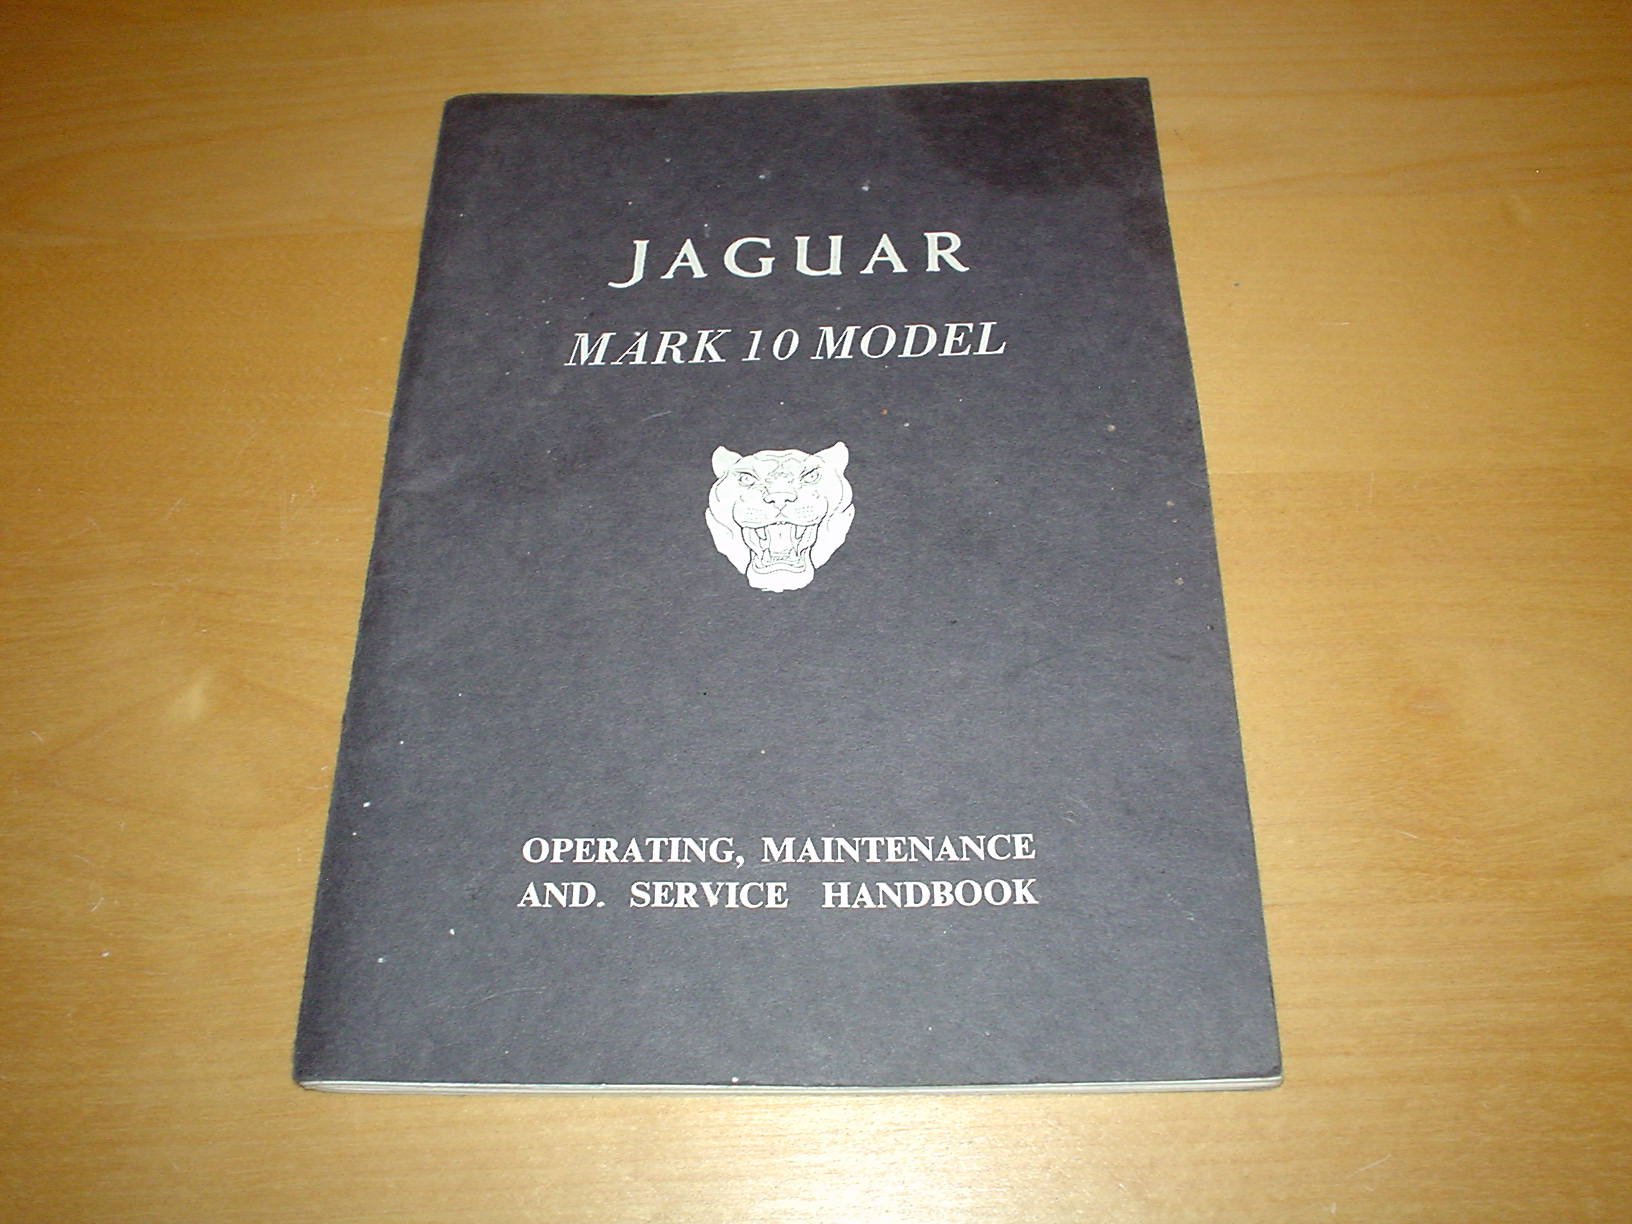 JAGUAR
MARK 10 MODEL
OPERATING, MAINTENANCE
AND. SERVICE HANDBOOK